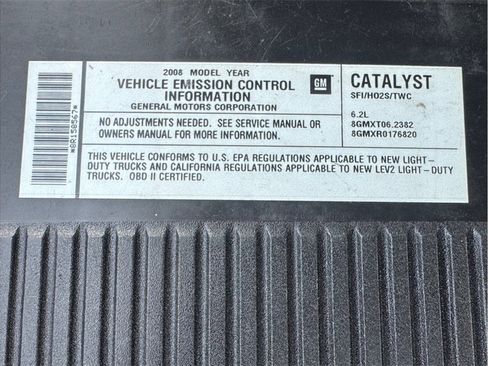 2008 MODEL YEAR
VEHICLE EMISSION CONTROL
INFORMATION
GENERAL MOTORS CORPORATION
GM
CATALYST
SFI/HO2S/TWC
NO ADJUSTMENTS NEEDED. SEE SERVICE MANUAL OR
OWNERS MANUAL FOR MORE INFORMATION.
6.2L
8GMXT06.2382
8GMXR0176820
THIS VEHICLE CONFORMS TO U.S. EPA REGULATIONS APPLICABLE TO NEW LIGHT-
DUTY TRUCKS AND CALIFORNIA REGULATIONS APPLICABLE TO NEW LEV2 LIGHT-DUTY
TRUCKS. OBD II CERTIFIED.
*8R158567*